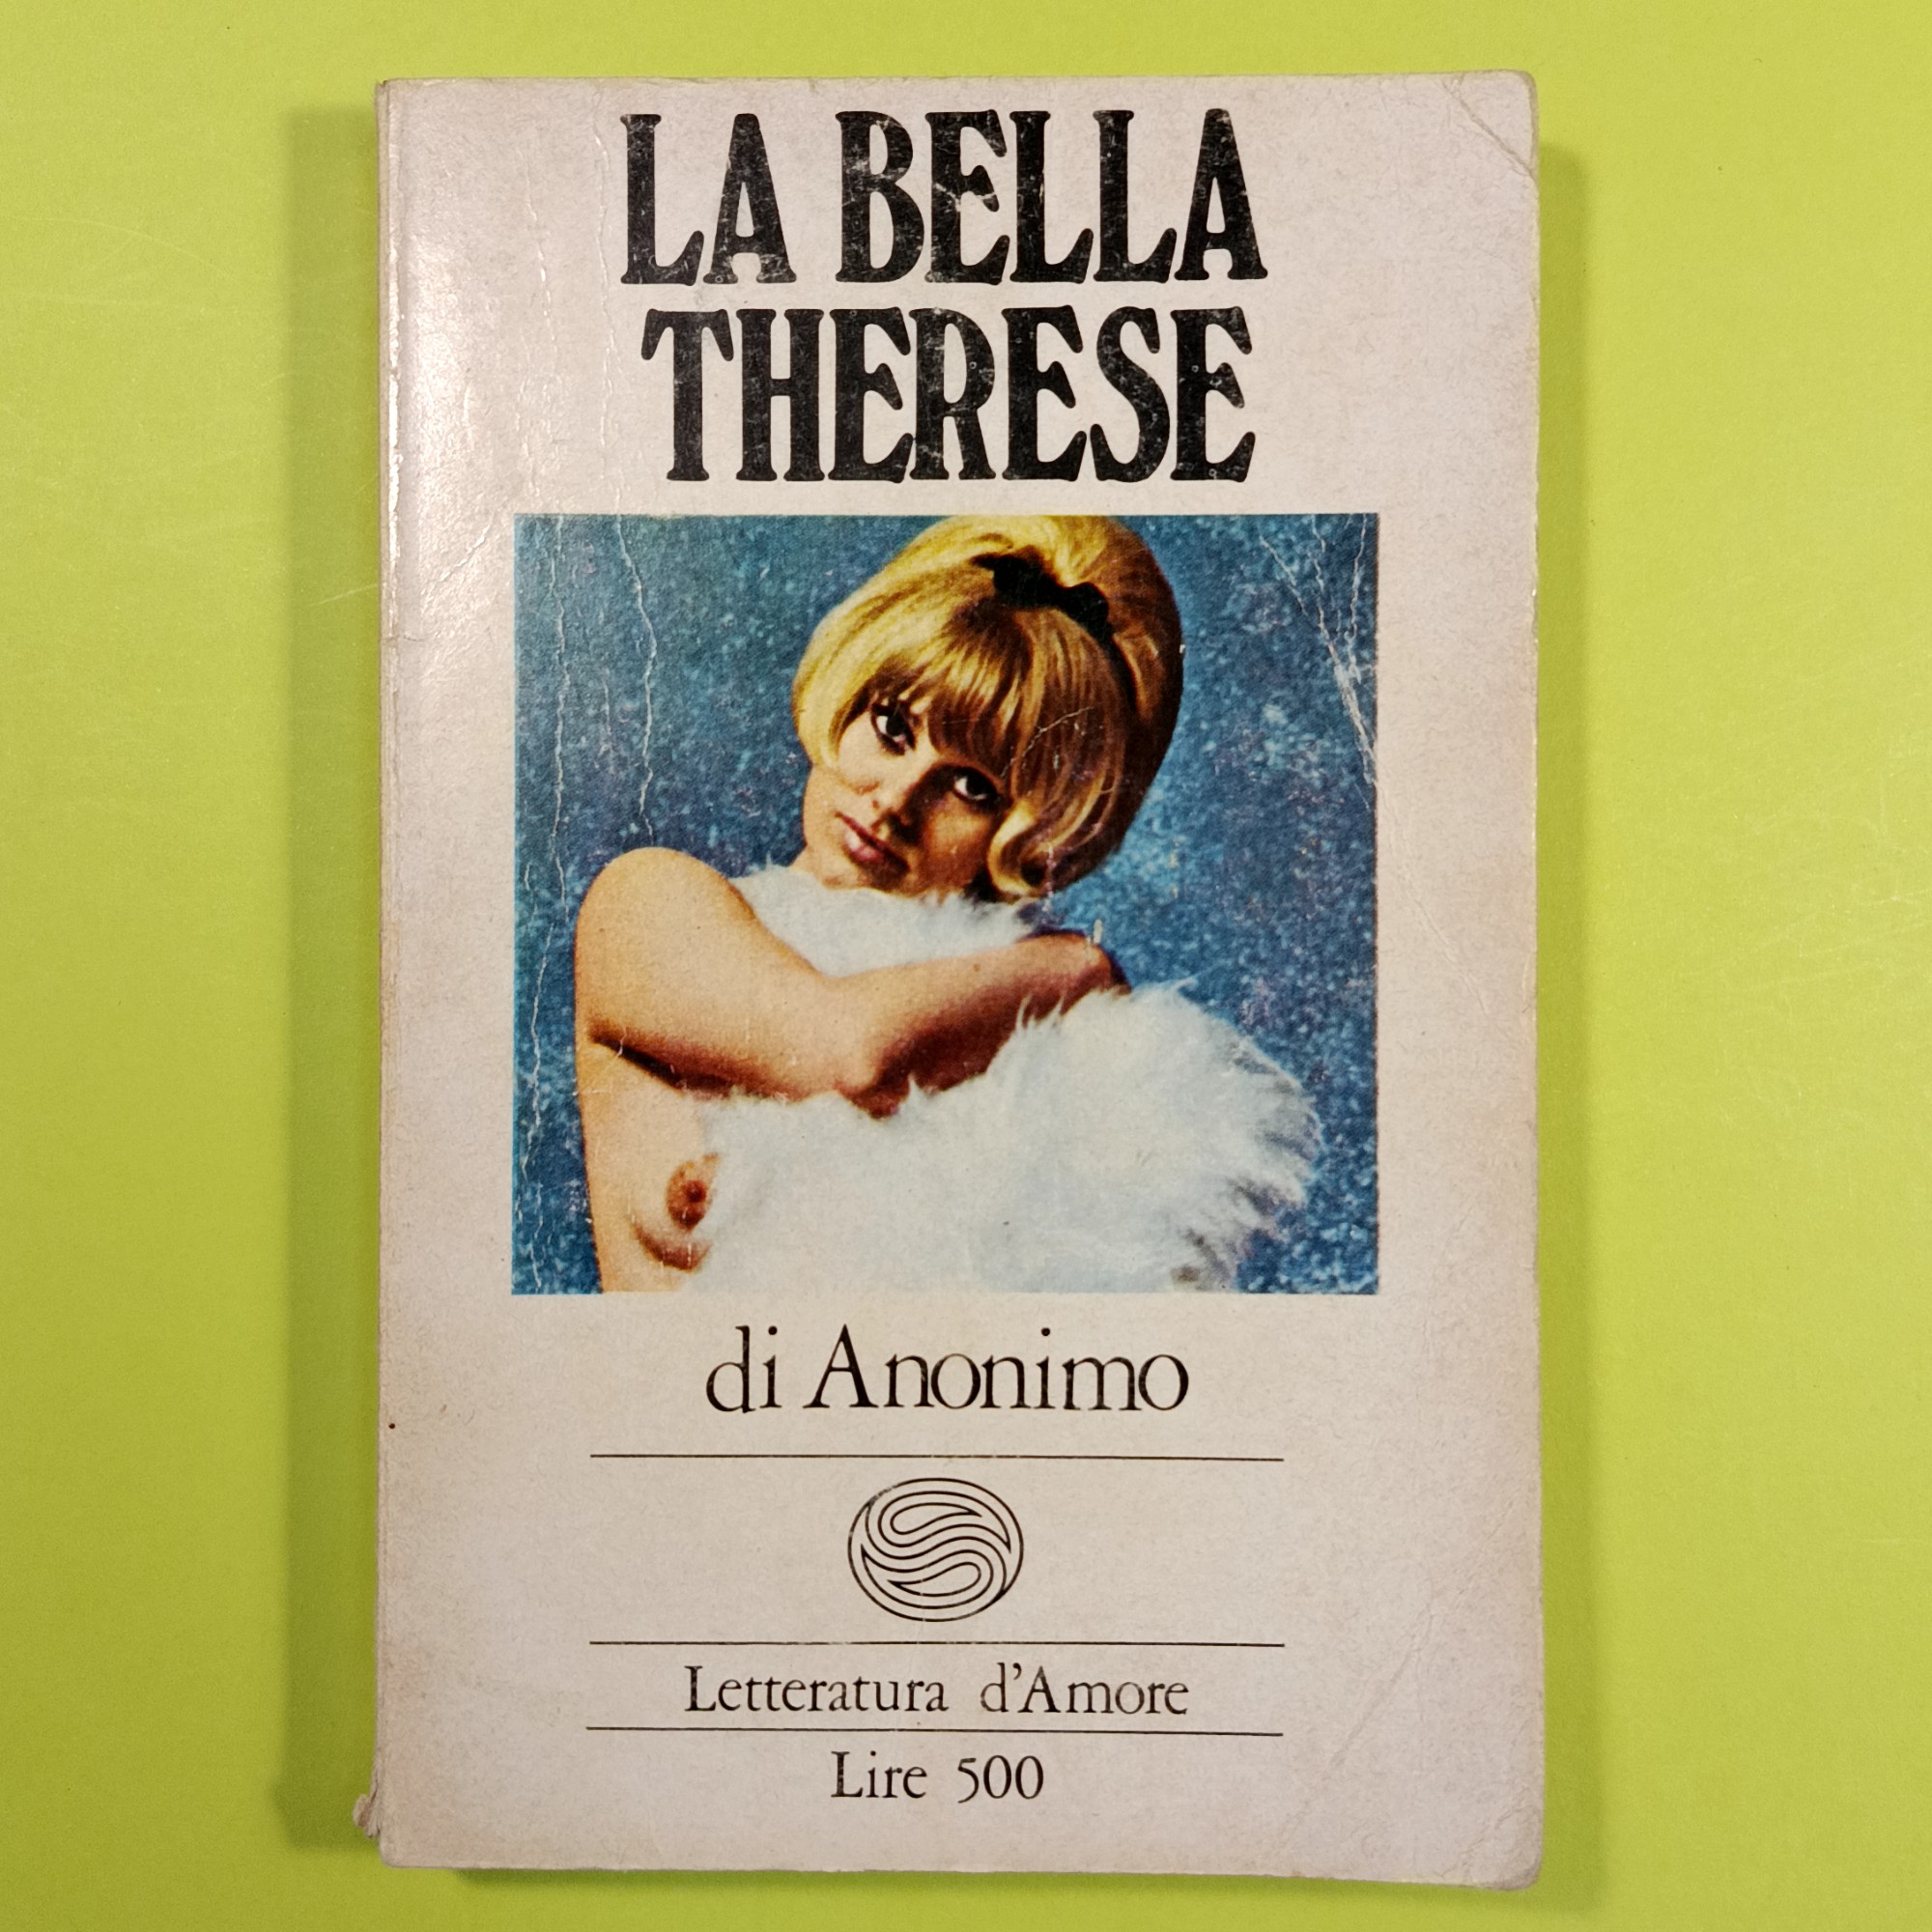 LA BELLA
THERESE
di Anonimo
Letteratura d'Amore
Lire 500